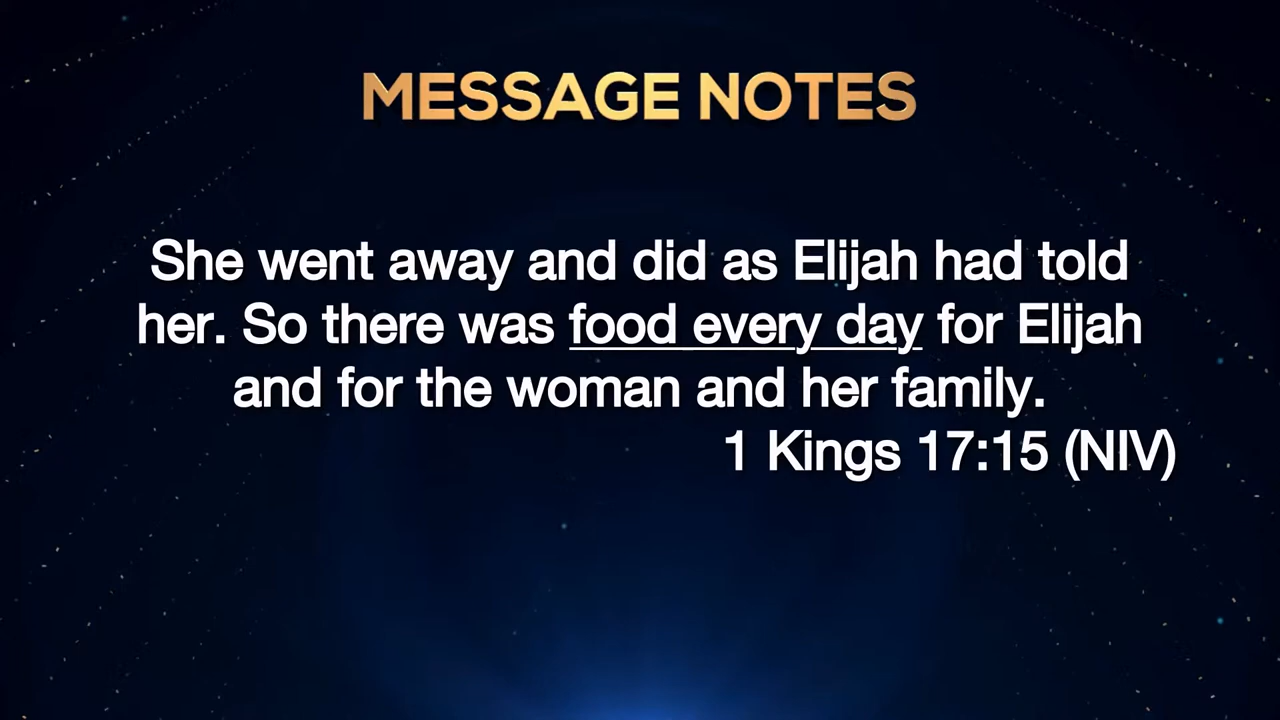 MESSAGE NOTES
She went away and did as Elijah had told
her. So there was food every day for Elijah
and for the woman and her family.
1 Kings 17:15 (NIV)